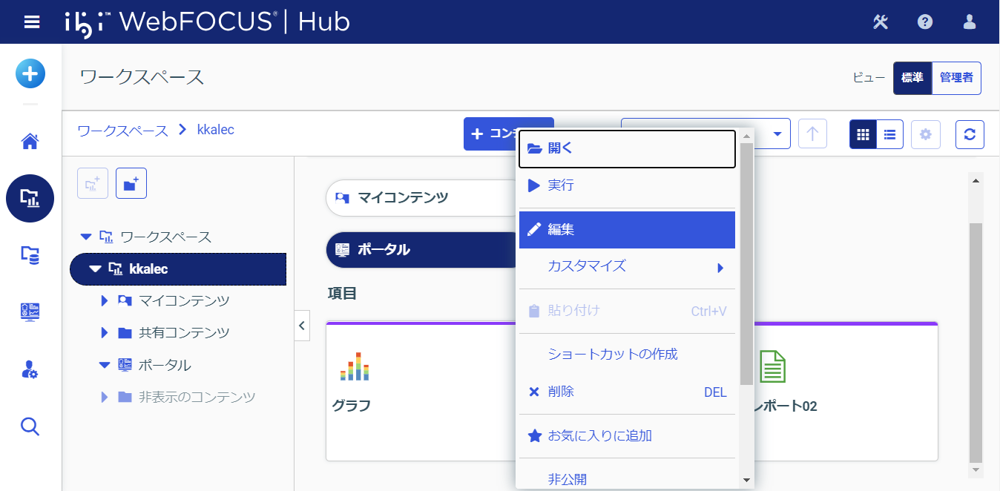 ibi™ WebFOCUS® | Hub
ワークスペース
ビュー 標準 管理者
ワークスペース > kkalec
+ コンテ
開く
実行
編集
カスタマイズ
貼り付け Ctrl+V
ショートカットの作成
削除 DEL
お気に入りに追加
非公開
ワークスペース
kkalec
マイコンテンツ
共有コンテンツ
ポータル
非表示のコンテンツ
マイコンテンツ
ポータル
項目
グラフ
レポート02